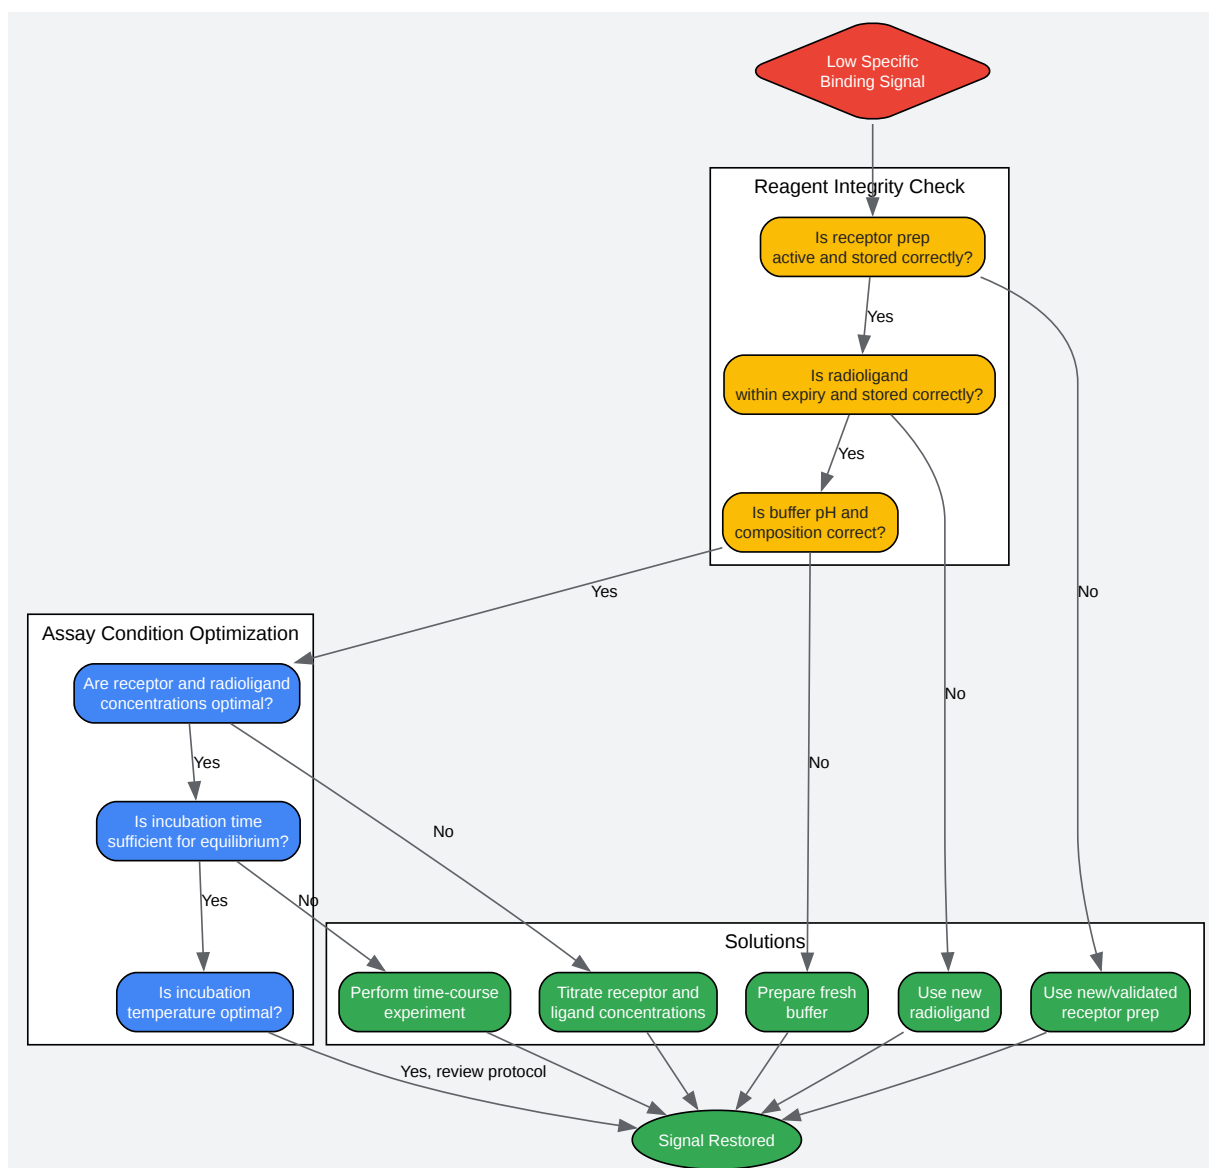 Low Specific
Binding Signal
Reagent Integrity Check
Is receptor prep
active and stored correctly?
Yes
Is radioligand
within expiry and stored correctly?
Yes
Is buffer pH and
composition correct?
Yes
No
Assay Condition Optimization
Are receptor and radioligand
concentrations optimal?
No
Yes
No
Is incubation time
sufficient for equilibrium?
No
Yes
No
Solutions
Is incubation
temperature optimal?
Perform time-course
experiment
Titrate receptor and
ligand concentrations
Prepare fresh
buffer
Use new
radioligand
Use new/validated
receptor prep
Yes, review protocol
Signal Restored